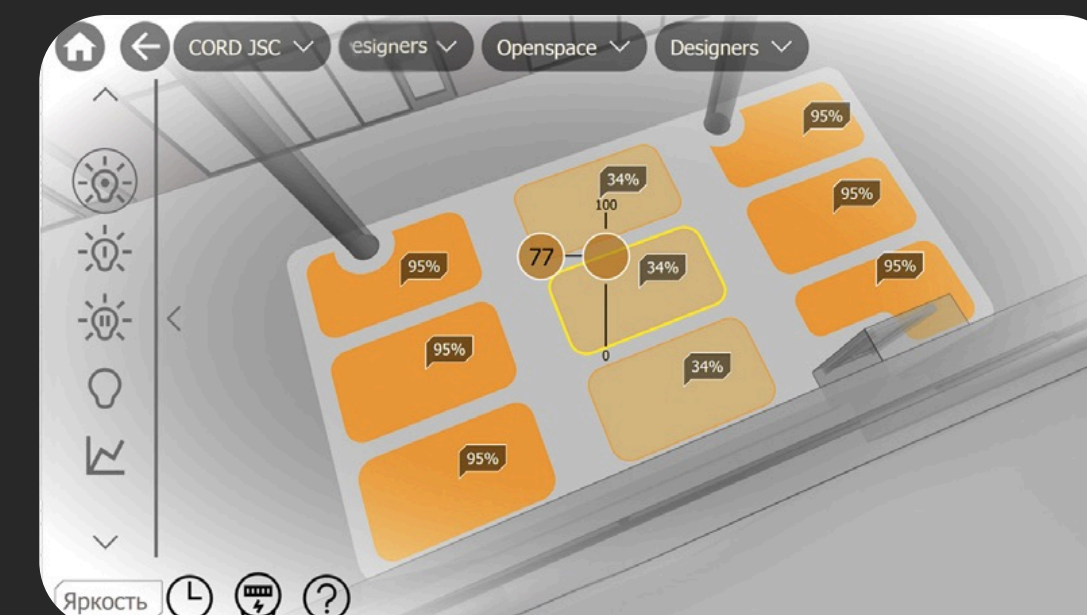 CORD JSC
esigners
Openspace
Designers
95%
34%
95%
100
77
34%
95%
95%
95%
0
34%
95%
Яркость
?